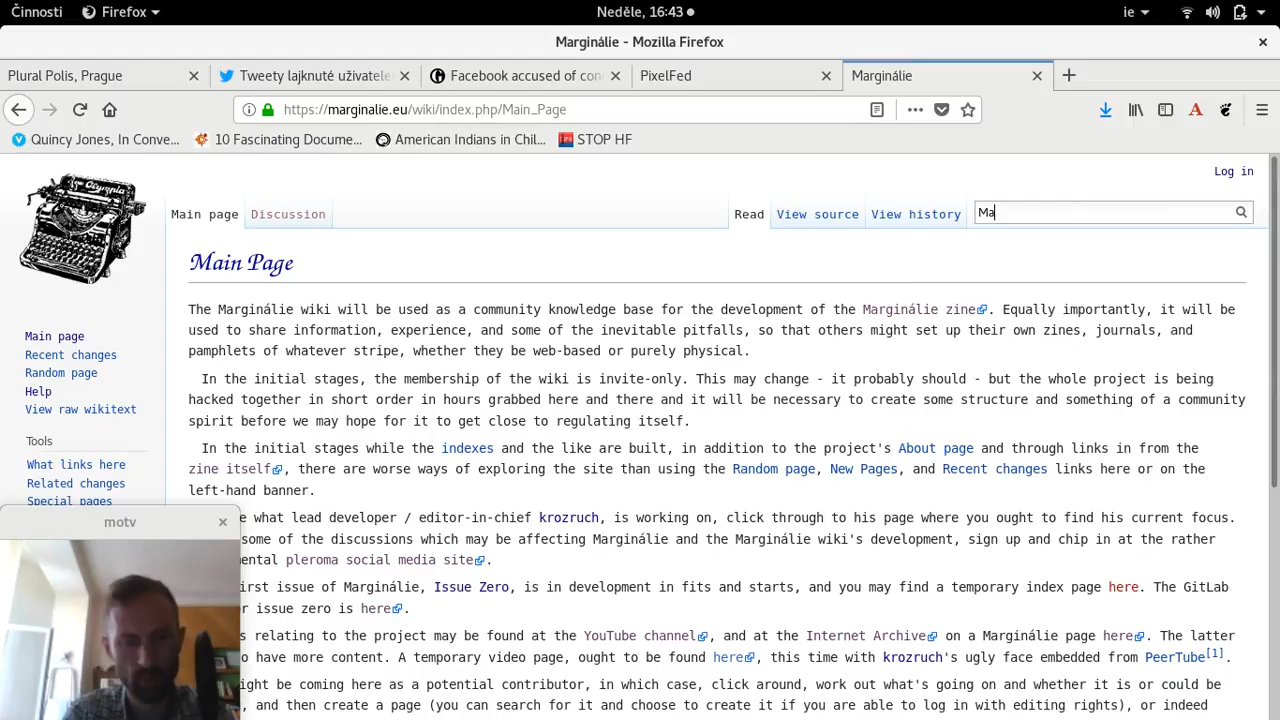 Činnosti Firefox Neděle, 16:43 ie
Marginálie - Mozilla Firefox
Plural Polis, Prague Tweety lajknuté uživatele Facebook accused of con PixelFed Marginálie
https://marginalie.eu/wiki/index.php/Main_Page
Quincy Jones, In Conve... 10 Fascinating Docume... American Indians in Chil... STOP HF
Log in
Olympia
Main page Discussion Read View source View history Ma
Main Page
The Marginálie wiki will be used as a community knowledge base for the development of the Marginálie zine. Equally importantly, it will be
used to share information, experience, and some of the inevitable pitfalls, so that others might set up their own zines, journals, and
pamphlets of whatever stripe, whether they be web-based or purely physical.
In the initial stages, the membership of the wiki is invite-only. This may change - it probably should - but the whole project is being
hacked together in short order in hours grabbed here and there and it will be necessary to create some structure and something of a community
spirit before we may hope for it to get close to regulating itself.
In the initial stages while the indexes and the like are built, in addition to the project's About page and through links in from the
zine itself, there are worse ways of exploring the site than using the Random page, New Pages, and Recent changes links here or on the
left-hand banner.
what lead developer / editor-in-chief krozruch, is working on, click through to his page where you ought to find his current focus.
some of the discussions which may be affecting Marginálie and the Marginálie wiki's development, sign up and chip in at the rather
mental pleroma social media site.
irst issue of Marginálie, Issue Zero, is in development in fits and starts, and you may find a temporary index page here. The GitLab
er issue zero is here.
s relating to the project may be found at the YouTube channel, and at the Internet Archive on a Marginálie page here. The latter
o have more content. A temporary video page, ought to be found here, this time with krozruch's ugly face embedded from PeerTube[1].
ight be coming here as a potential contributor, in which case, click around, work out what's going on and whether it is or could be
, and then create a page (you can search for it and choose to create it if you are able to log in with editing rights), or indeed
Main page
Recent changes
Random page
Help
View raw wikitext
Tools
What links here
Related changes
Special pages
motv